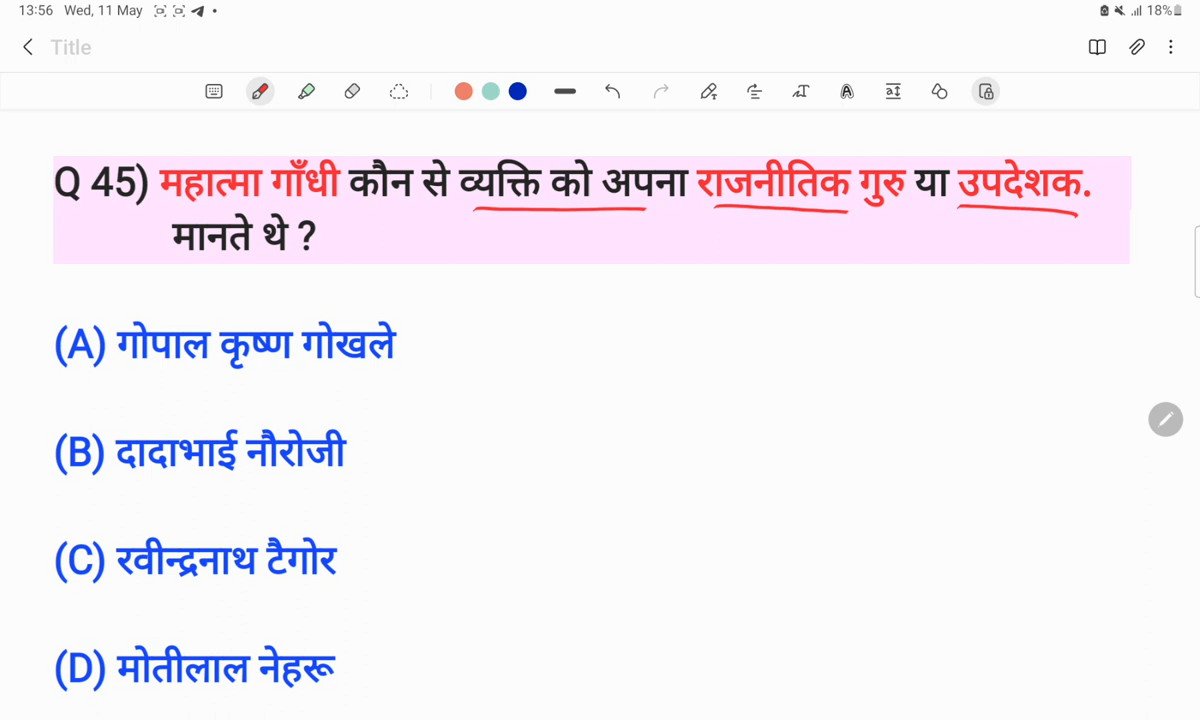 13:56 Wed, 11 May 18%
Title
Q 45) महात्मा गाँधी कौन से व्यक्ति को अपना राजनीतिक गुरु या उपदेशक.
मानते थे ?
(A) गोपाल कृष्ण गोखले
(B) दादाभाई नौरोजी
(C) रवीन्द्रनाथ टैगोर
(D) मोतीलाल नेहरू